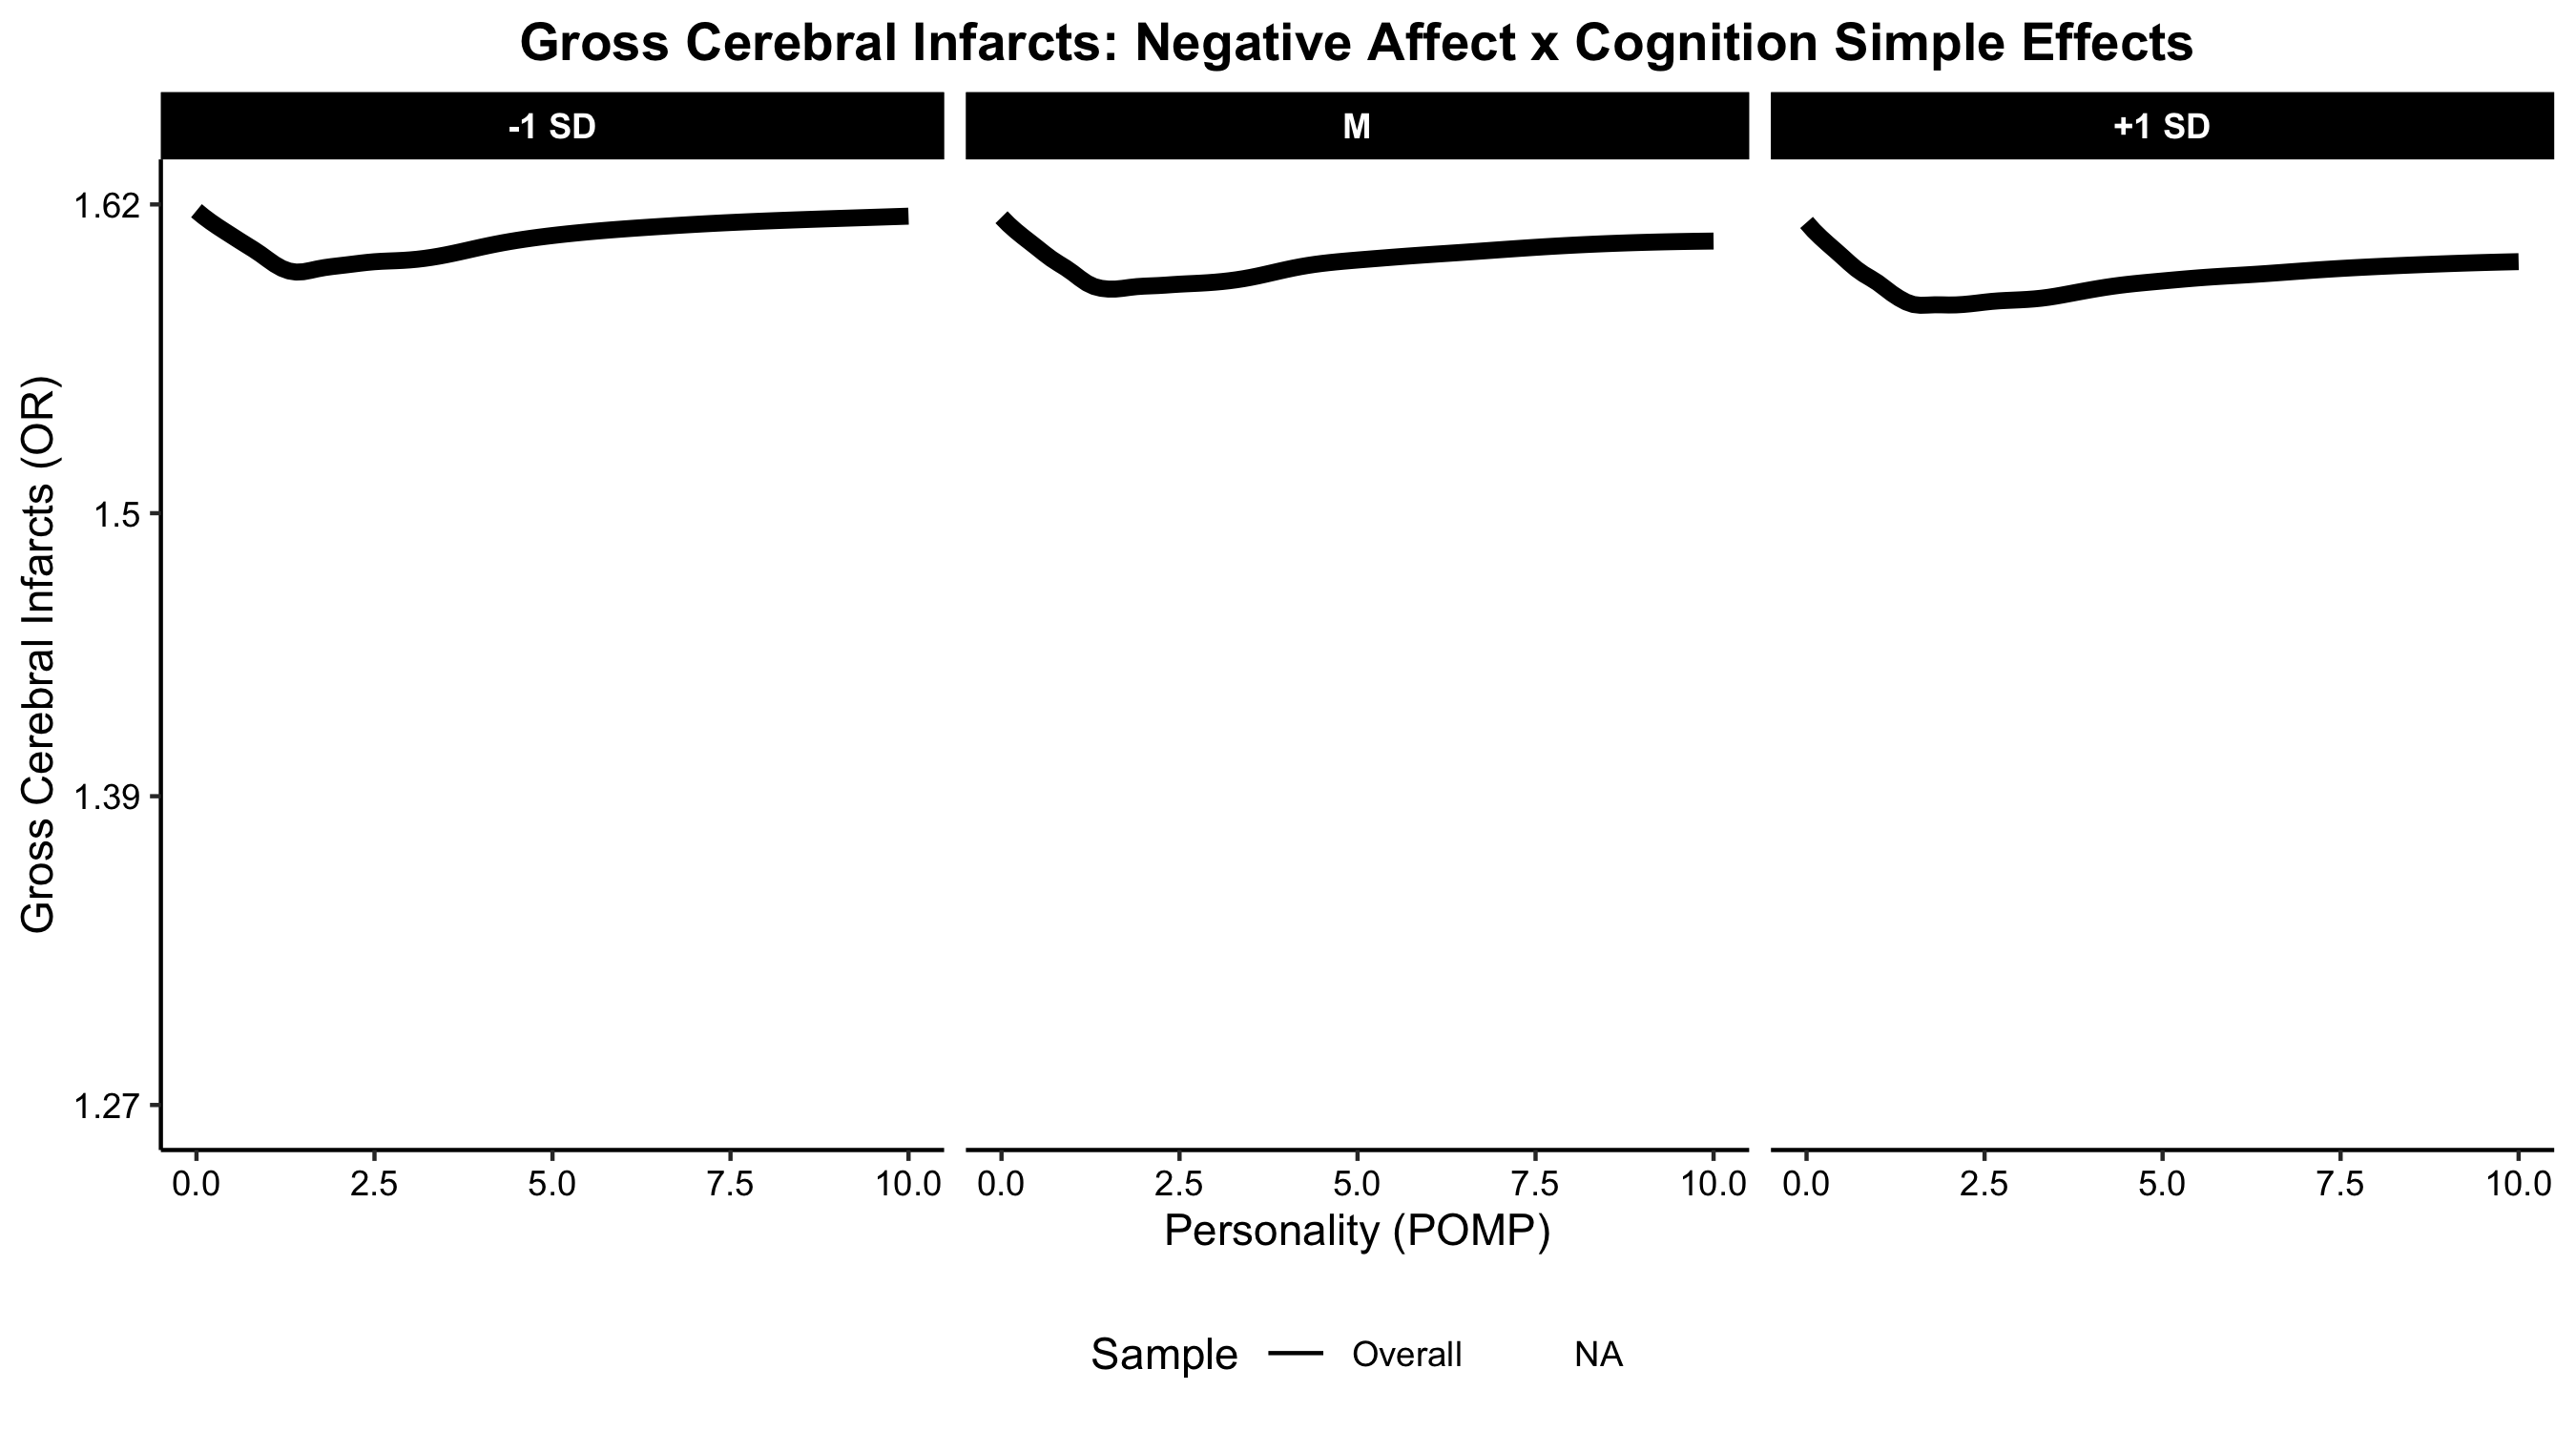 Gross Cerebral Infarcts: Negative Affect x Cognition Simple Effects
-1 SD
M
+1 SD
Gross Cerebral Infarcts (OR)
1.62
1.5
1.39
1.27
0.0 2.5 5.0 7.5 10.0
0.0 2.5 5.0 7.5 10.0
0.0 2.5 5.0 7.5 10.0
Personality (POMP)
Sample Overall NA